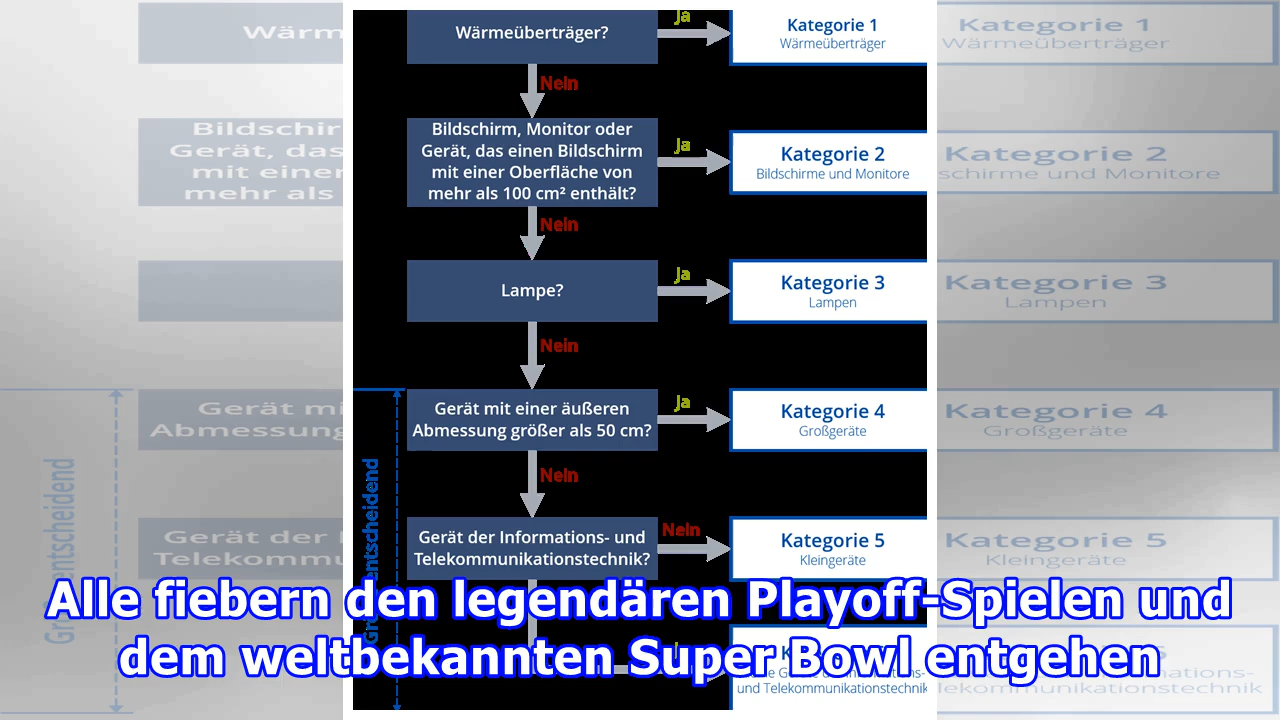 Wärmeüberträger?
Ja
Kategorie 1
Wärmeüberträger
Nein
Bildschirm, Monitor oder
Gerät, das einen Bildschirm
mit einer Oberfläche von
mehr als 100 cm² enthält?
Ja
Kategorie 2
Bildschirme und Monitore
Nein
Lampe?
Ja
Kategorie 3
Lampen
Nein
Gerät mit einer äußeren
Abmessung größer als 50 cm?
Ja
Kategorie 4
Großgeräte
Nein
Gerät der Informations- und
Telekommunikationstechnik?
Nein
Kategorie 5
Kleingeräte
Alle fiebern den legendären Playoff-Spielen und
dem weltbekannten Super Bowl entgehen
und Telekommunikationstechnik